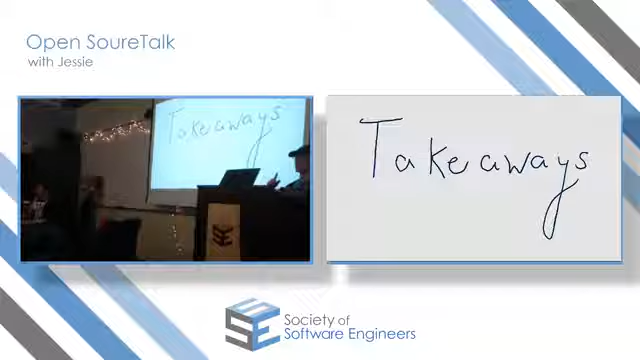 Open SoureTalk
with Jessie
Takeaways
Takeaways
Society of
Software Engineers